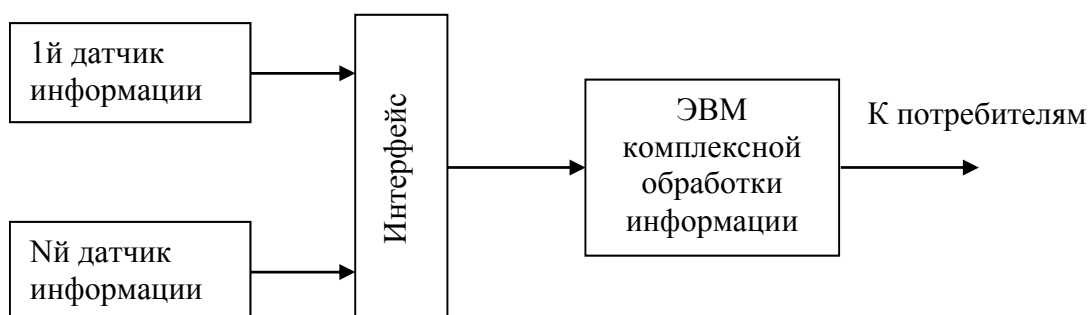 1й датчик
информации
Nй датчик
информации
Интерфейс
ЭВМ
комплексной
обработки
информации
К потребителям